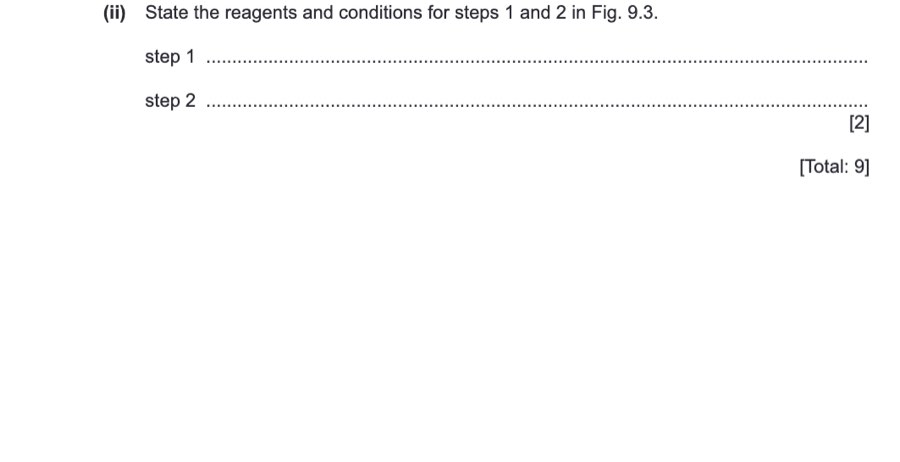 (ii) State the reagents and conditions for steps 1 and 2 in Fig. 9.3.
step 1 ....................................................................................................................................
step 2 ....................................................................................................................................
[2]
[Total: 9]